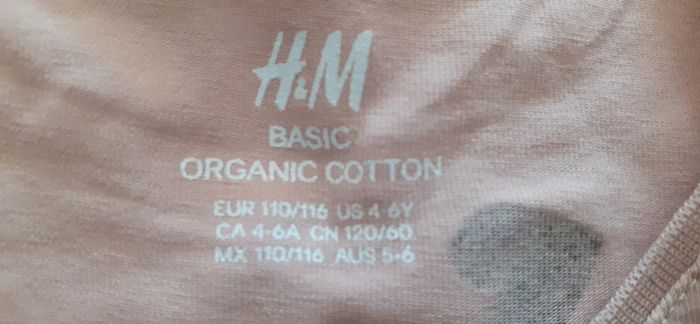 H&M
BASIC
ORGANIC COTTON
EUR 110/116 US 4-6Y
CA 4-6A CN 120/60
MX 110/116 AUS 5-6